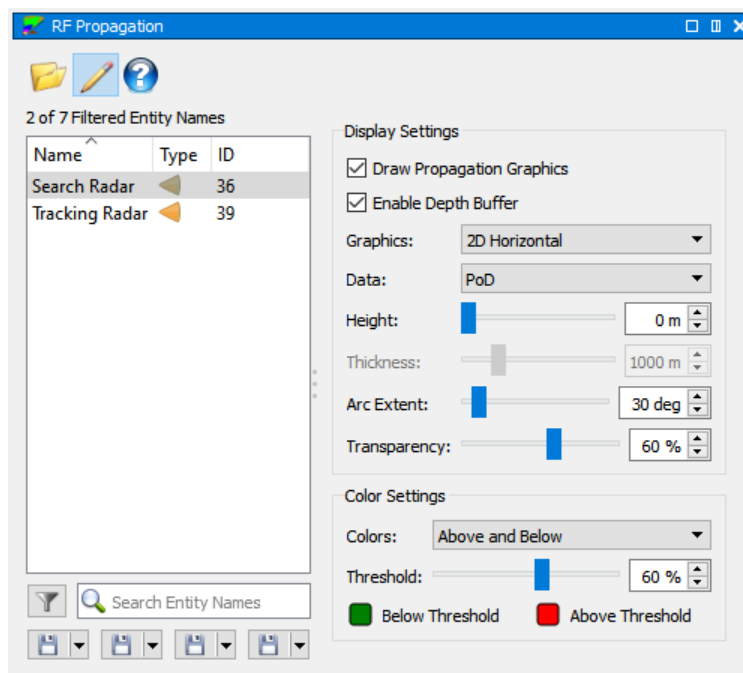 RF Propagation
2 of 7 Filtered Entity Names
Name Type ID
Search Radar 36
Tracking Radar 39
Search Entity Names
Display Settings
Draw Propagation Graphics
Enable Depth Buffer
Graphics: 2D Horizontal
Data: PoD
Height: 0 m
Thickness: 1000 m
Arc Extent: 30 deg
Transparency: 60 %
Color Settings
Colors: Above and Below
Threshold: 60 %
Below Threshold Above Threshold